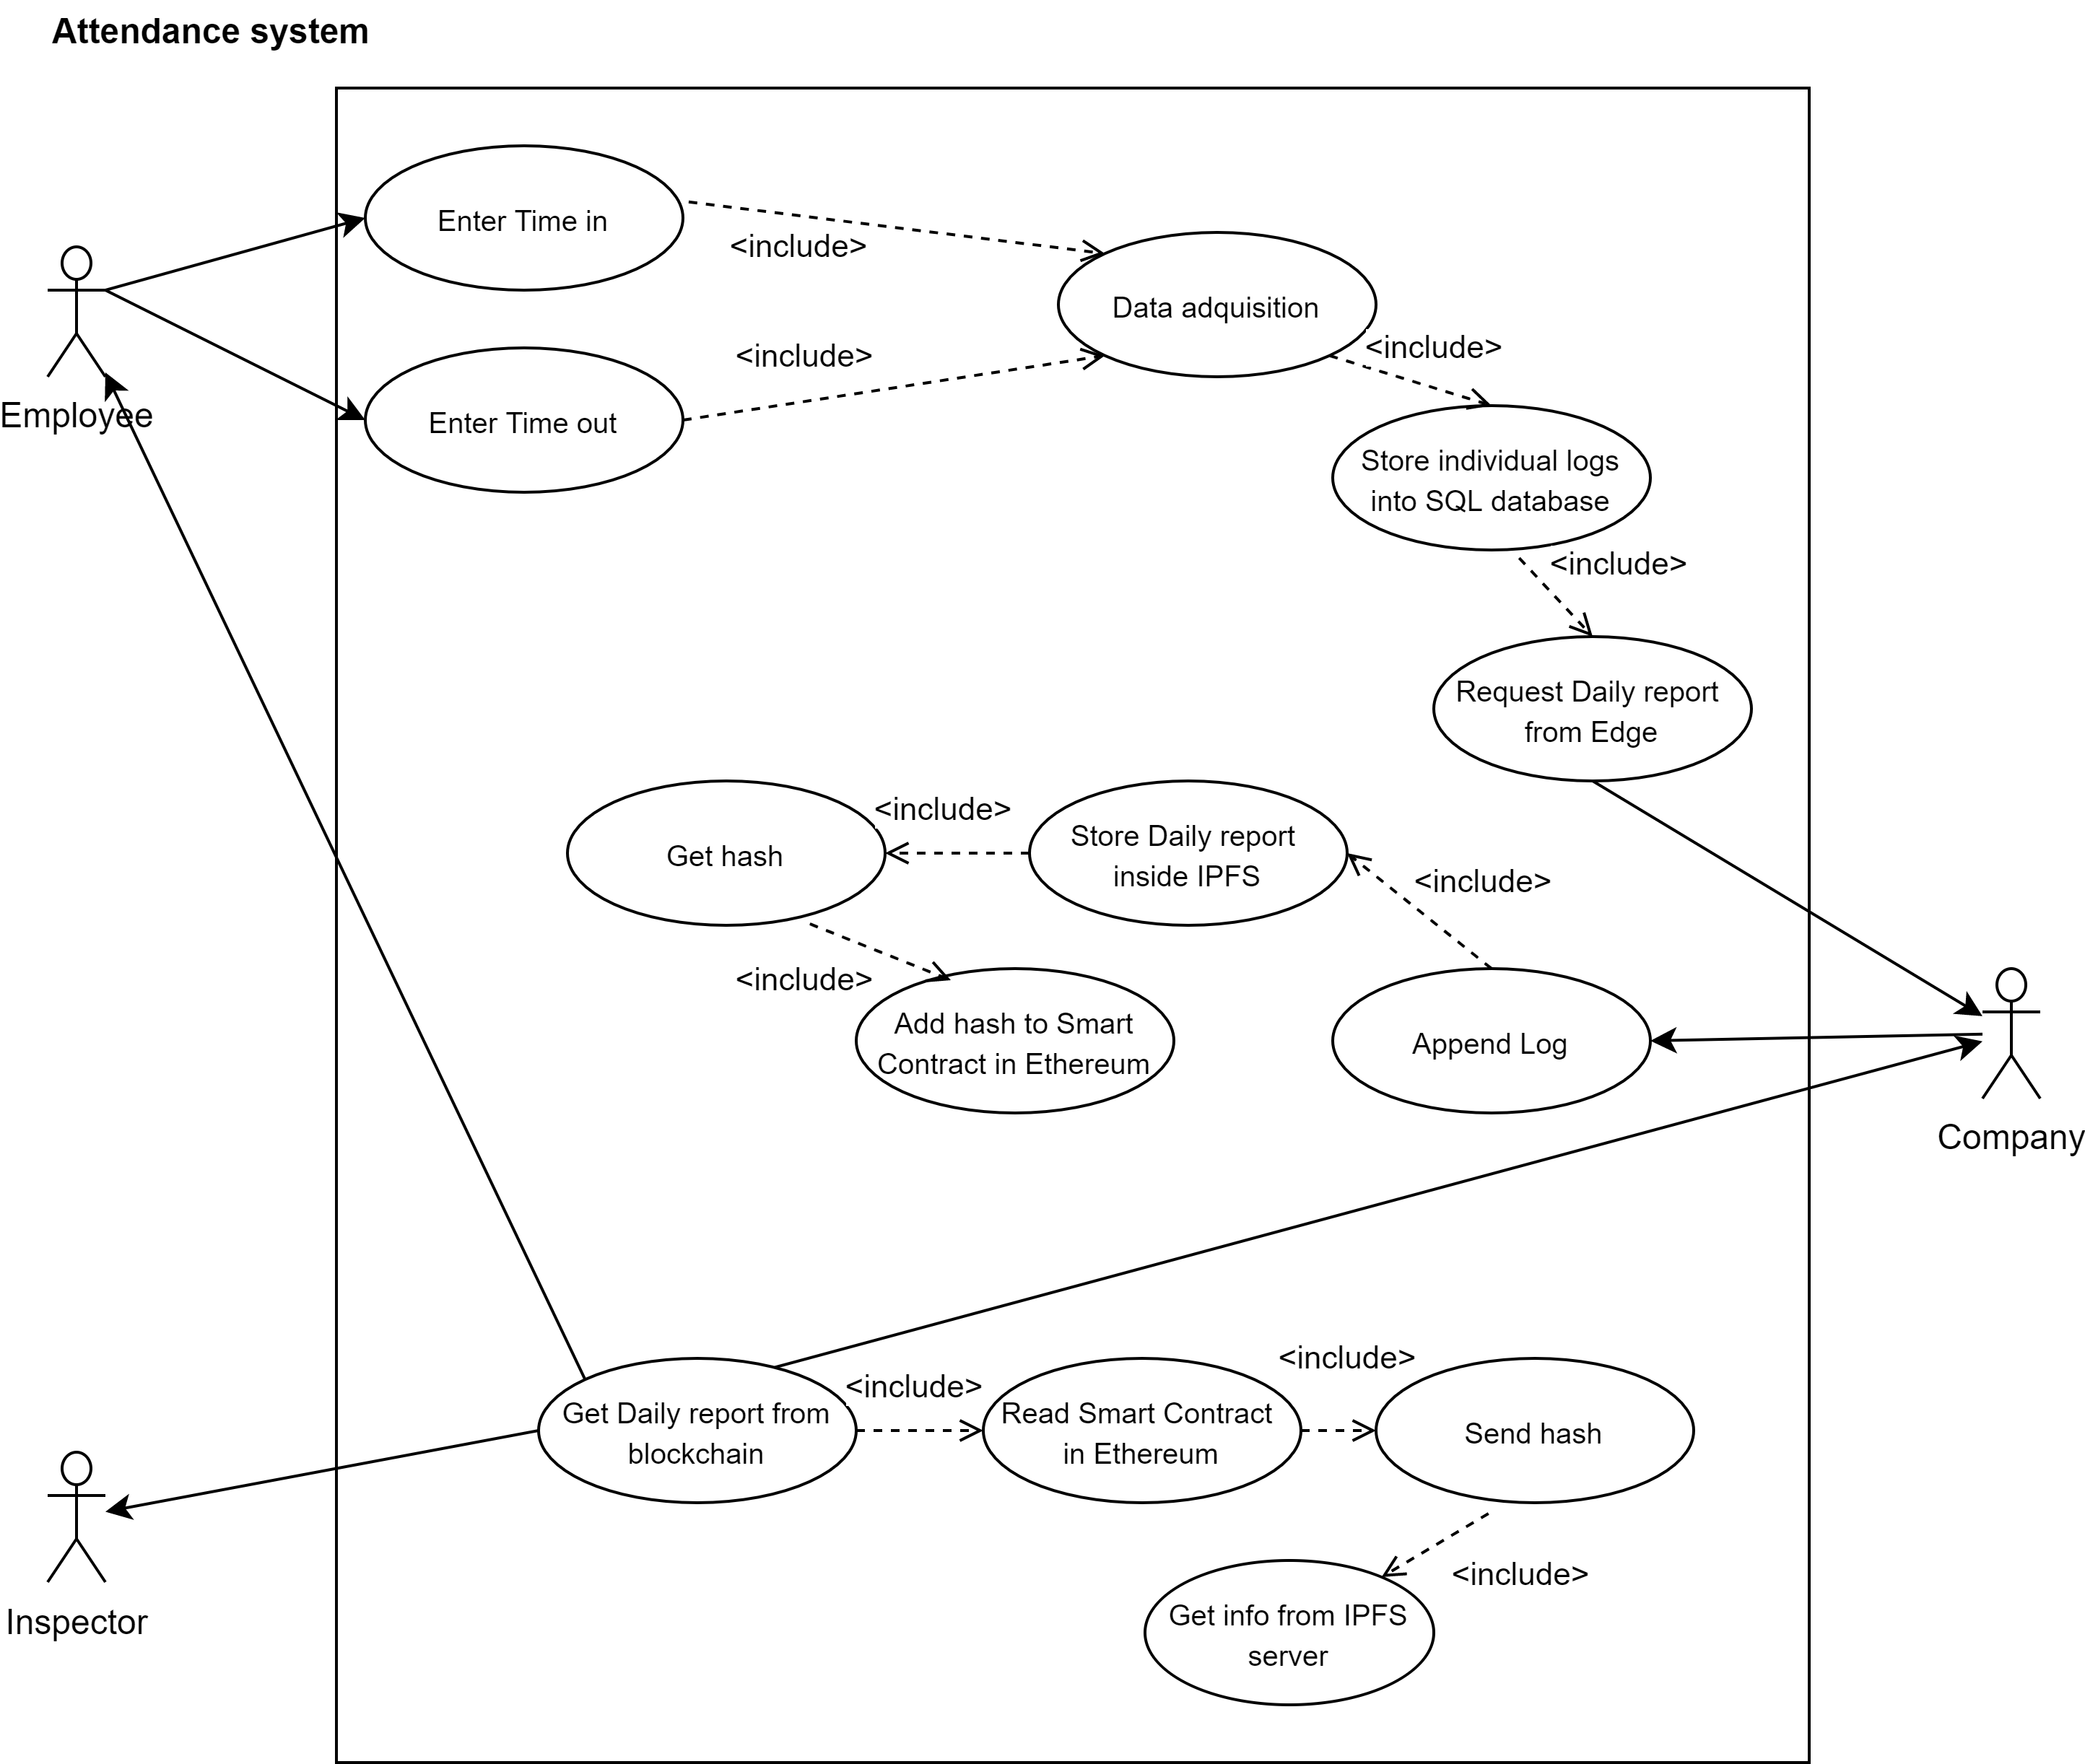 Attendance system
Enter Time in
<include>
Data adquisition
Employee
Enter Time out
<include>
<include>
Store individual logs
into SQL database
<include>
Request Daily report
from Edge
Get hash
<include>
Store Daily report
inside IPFS
<include>
<include>
Add hash to Smart
Contract in Ethereum
Append Log
Company
Get Daily report from
blockchain
<include>
Read Smart Contract
in Ethereum
<include>
Send hash
<include>
Get info from IPFS
server
Inspector